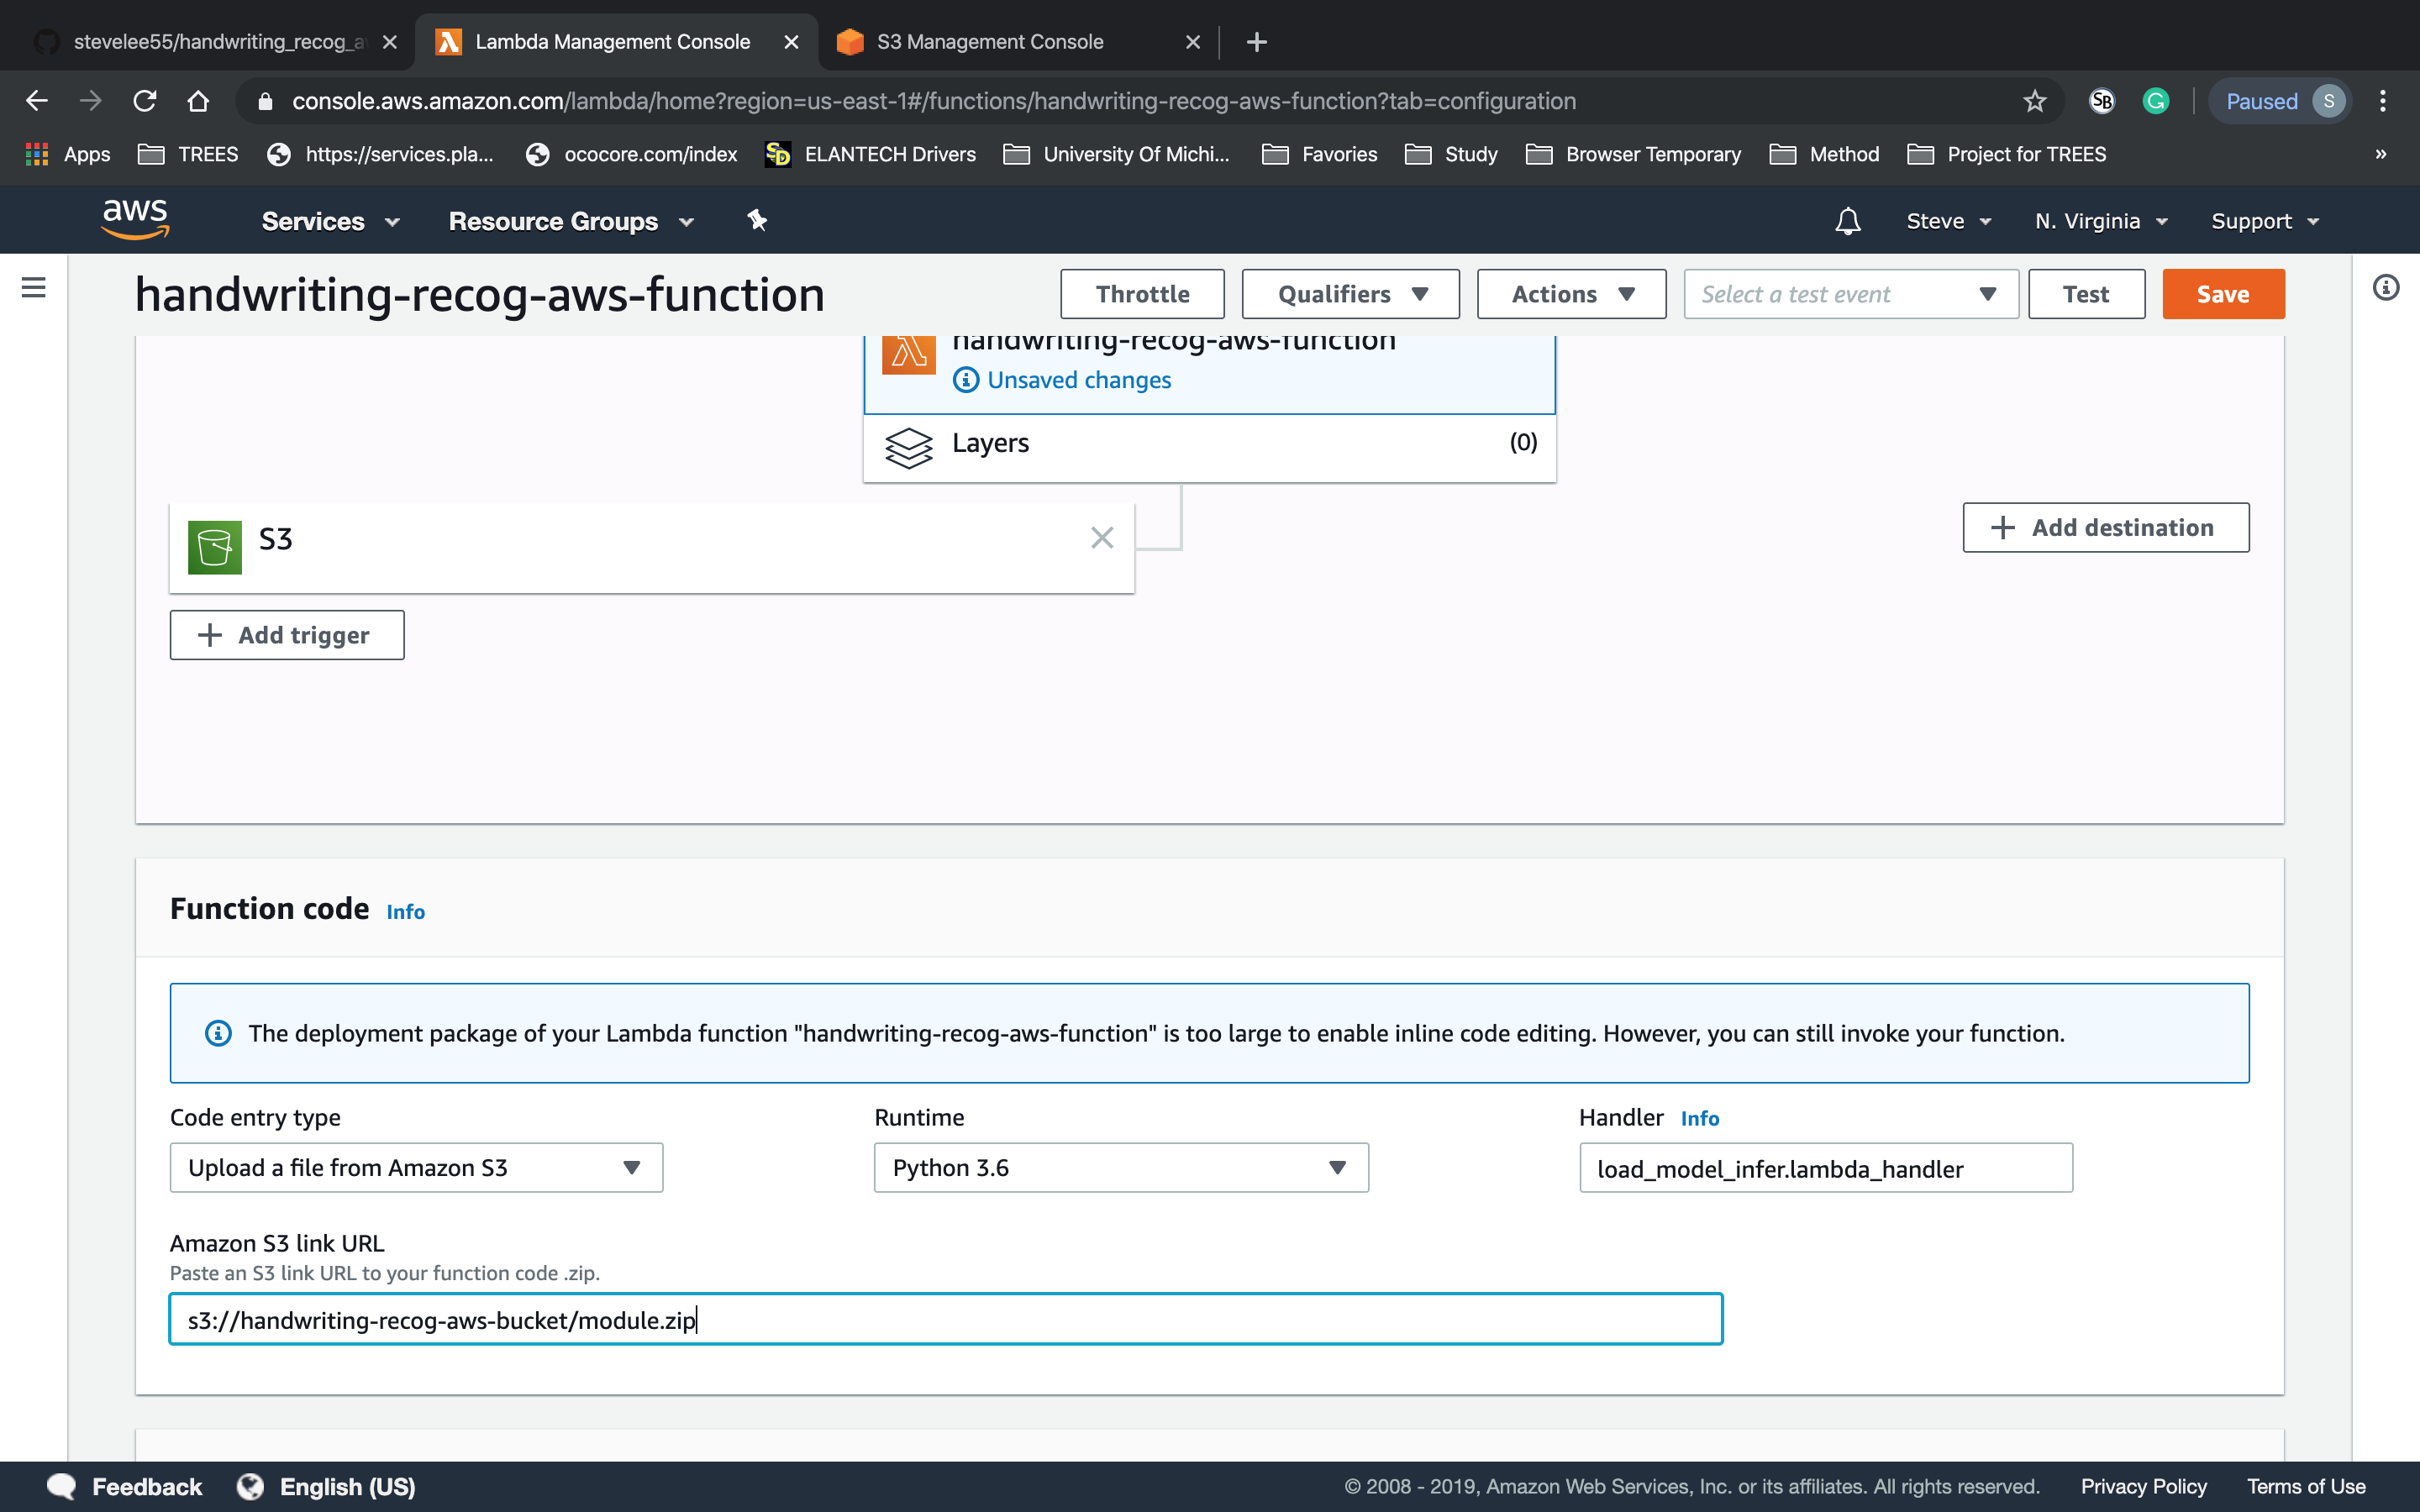 stevelee55/handwriting_recog_a
Lambda Management Console
S3 Management Console
console.aws.amazon.com/lambda/home?region=us-east-1#/functions/handwriting-recog-aws-function?tab=configuration
SB
G
Paused
S
Apps
TREES
https://services.pla...
ococore.com/index
SD
ELANTECH Drivers
University Of Michi...
Favories
Study
Browser Temporary
Method
Project for TREES
»
aws
Services
Resource Groups
Steve
N. Virginia
Support
handwriting-recog-aws-function
Throttle
Qualifiers
Actions
Select a test event
Test
Save
handwriting-recog-aws-function
Unsaved changes
Layers
(0)
S3
Add destination
Add trigger
Function code Info
The deployment package of your Lambda function "handwriting-recog-aws-function" is too large to enable inline code editing. However, you can still invoke your function.
Code entry type
Runtime
Handler Info
Upload a file from Amazon S3
Python 3.6
load_model_infer.lambda_handler
Amazon S3 link URL
Paste an S3 link URL to your function code .zip.
s3://handwriting-recog-aws-bucket/module.zip
Feedback
English (US)
© 2008 - 2019, Amazon Web Services, Inc. or its affiliates. All rights reserved.
Privacy Policy
Terms of Use